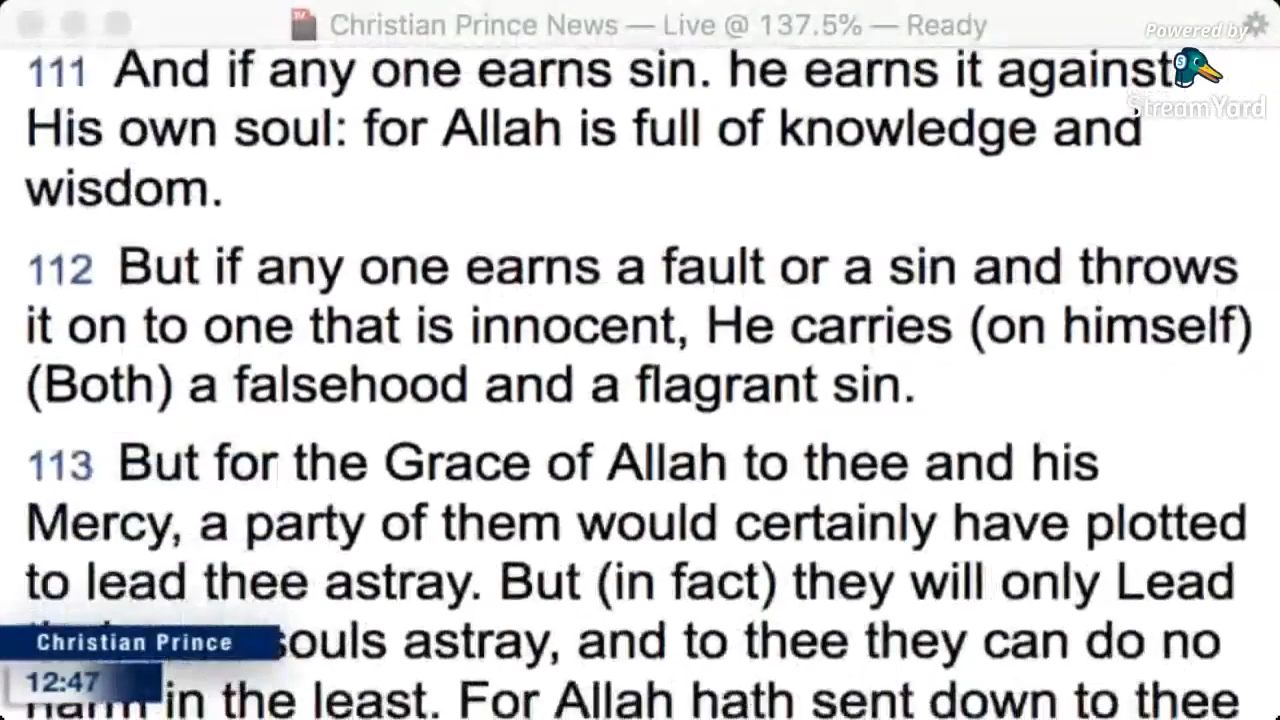 Christian Prince News — Live @ 137.5% — Ready
Powered by
StreamYard
111 And if any one earns sin. he earns it against
His own soul: for Allah is full of knowledge and
wisdom.
112 But if any one earns a fault or a sin and throws
it on to one that is innocent, He carries (on himself)
(Both) a falsehood and a flagrant sin.
113 But for the Grace of Allah to thee and his
Mercy, a party of them would certainly have plotted
to lead thee astray. But (in fact) they will only Lead
souls astray, and to thee they can do no
in the least. For Allah hath sent down to thee
Christian Prince
12:47